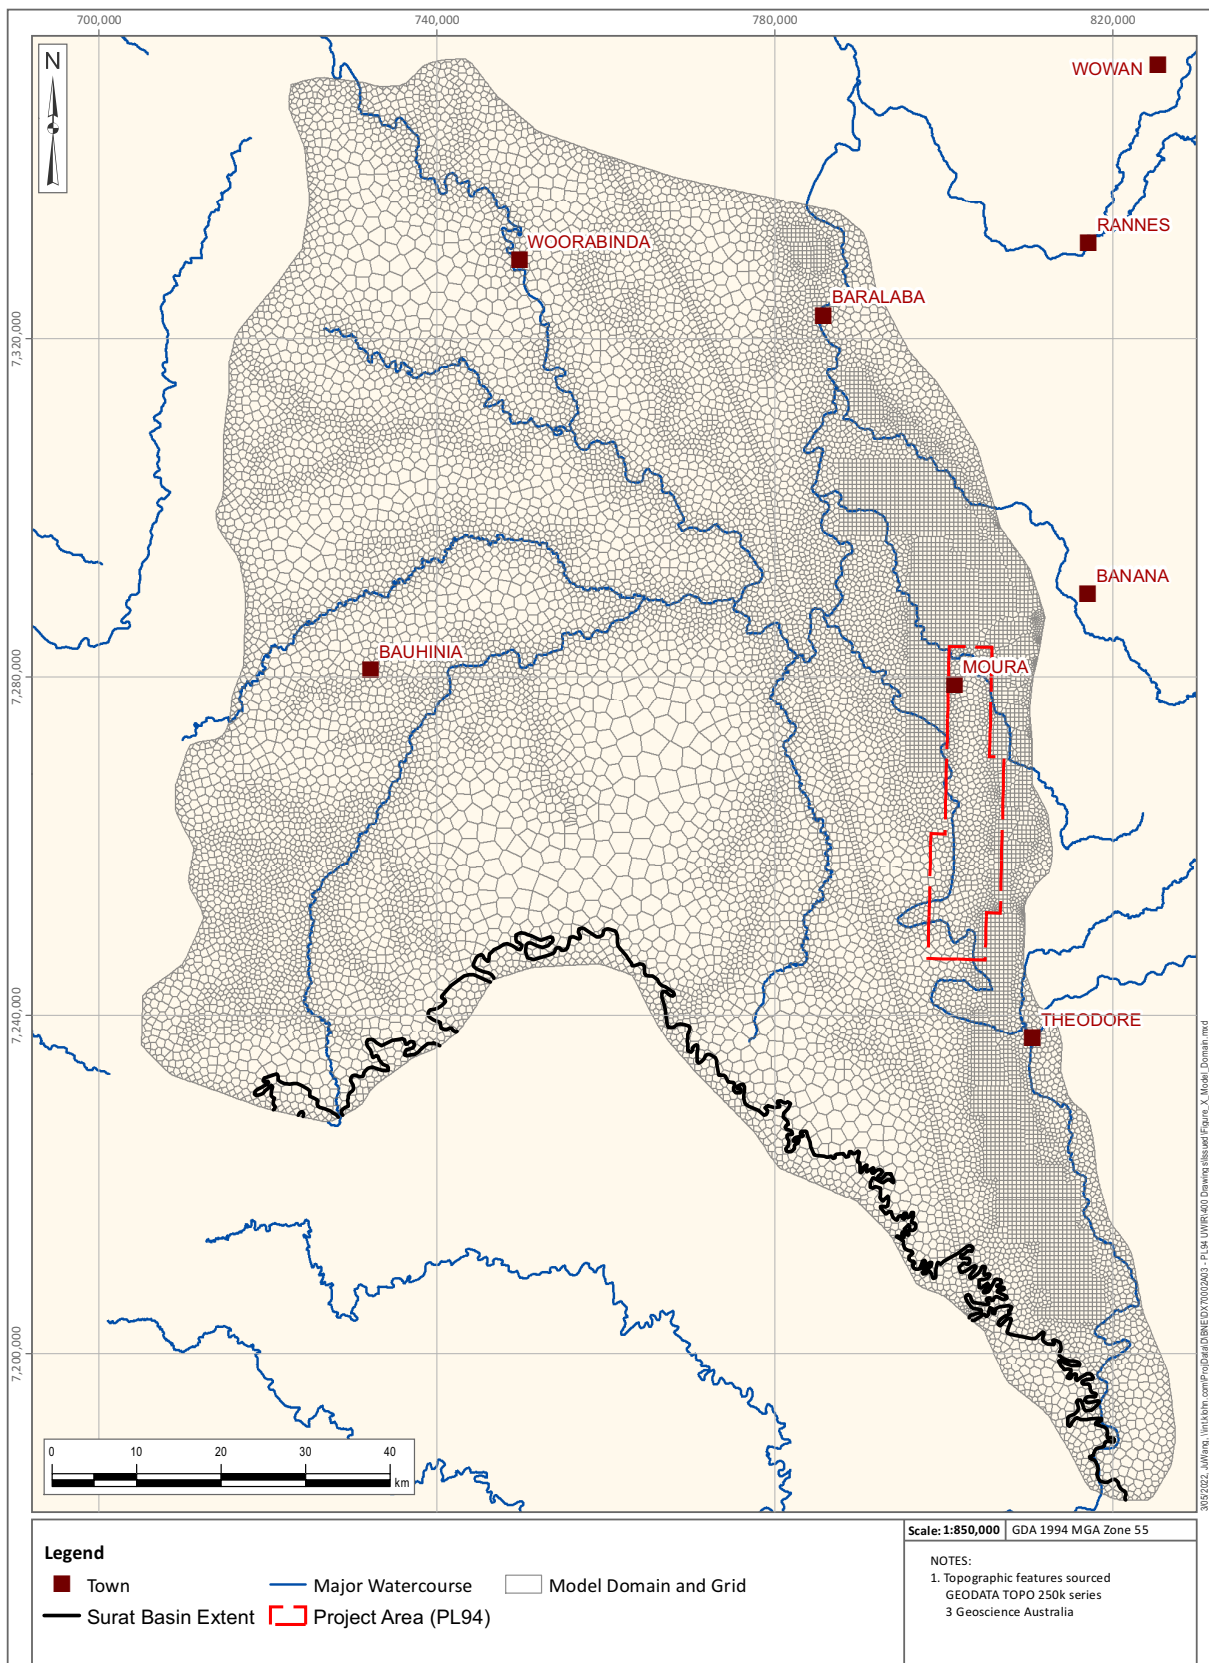 700,000
740,000
780,000
820,000
N
WOWAN
RANNES
WOORABINDA
BARALABA
7,320,000
BANANA
BAUHINIA
MOURA
7,280,000
7,240,000
THEODORE
7,200,000
0 10 20 30 40
km
Legend
Town
Major Watercourse
Model Domain and Grid
Surat Basin Extent
Project Area (PL94)
Scale: 1:850,000
GDA 1994 MGA Zone 55
NOTES:
1. Topographic features sourced
GEODATA TOPO 250k series
3 Geoscience Australia